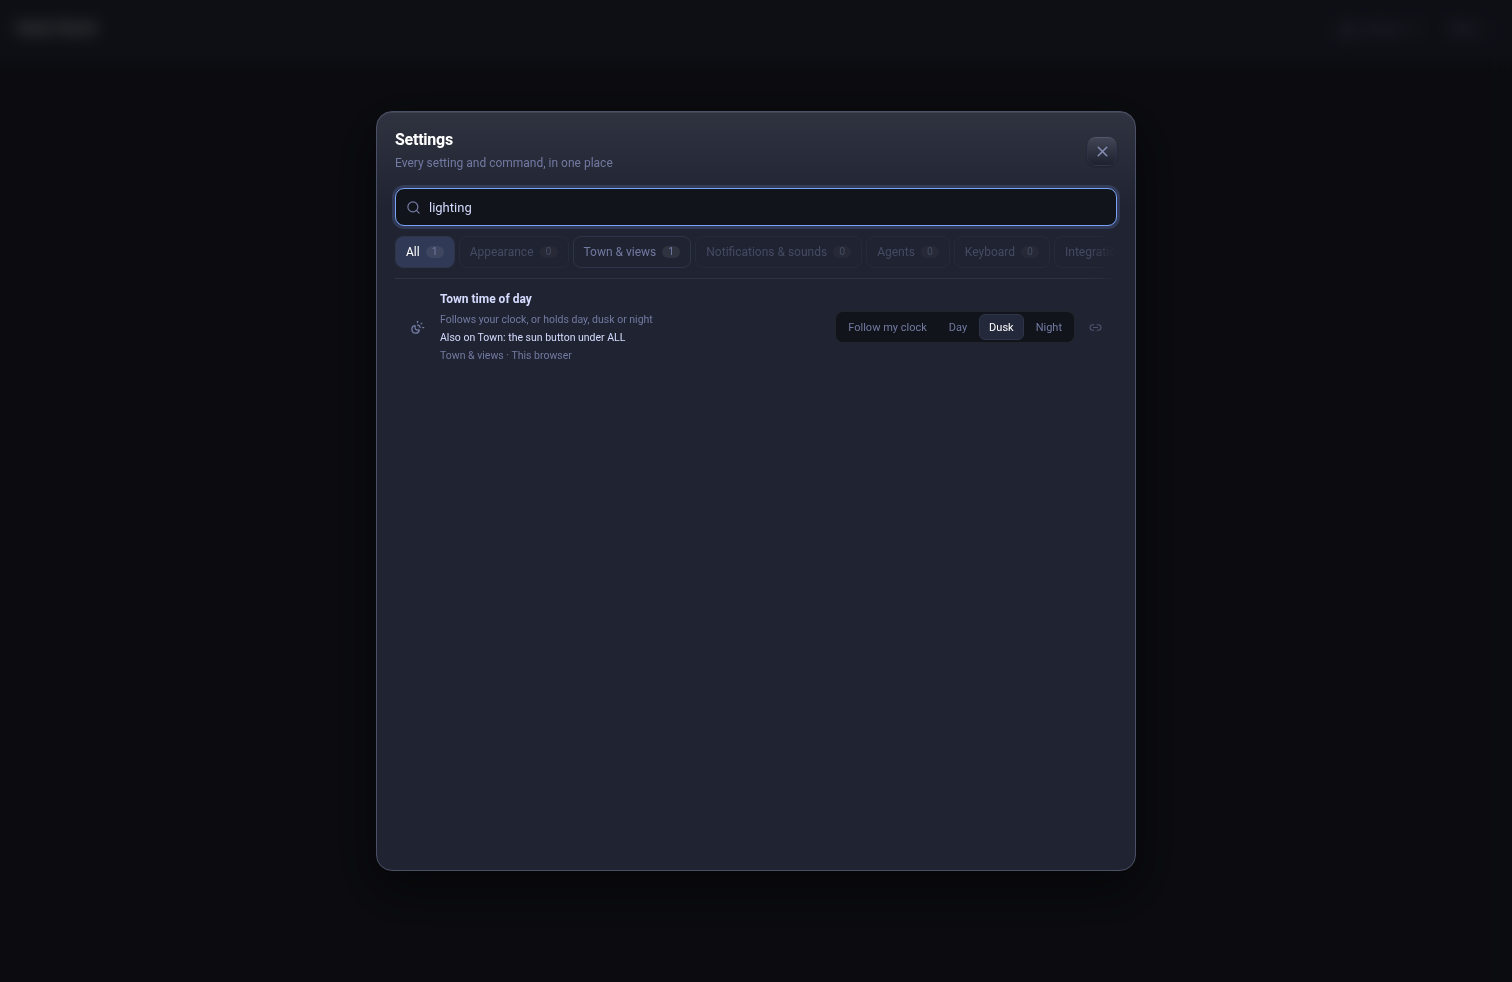 Settings
Every setting and command, in one place
lighting
All 1 Appearance 0 Town & views 1 Notifications & sounds 0 Agents 0 Keyboard 0
Town time of day
Follows your clock, or holds day, dusk or night
Also on Town: the sun button under ALL
Town & views · This browser
Follow my clock Day Dusk Night